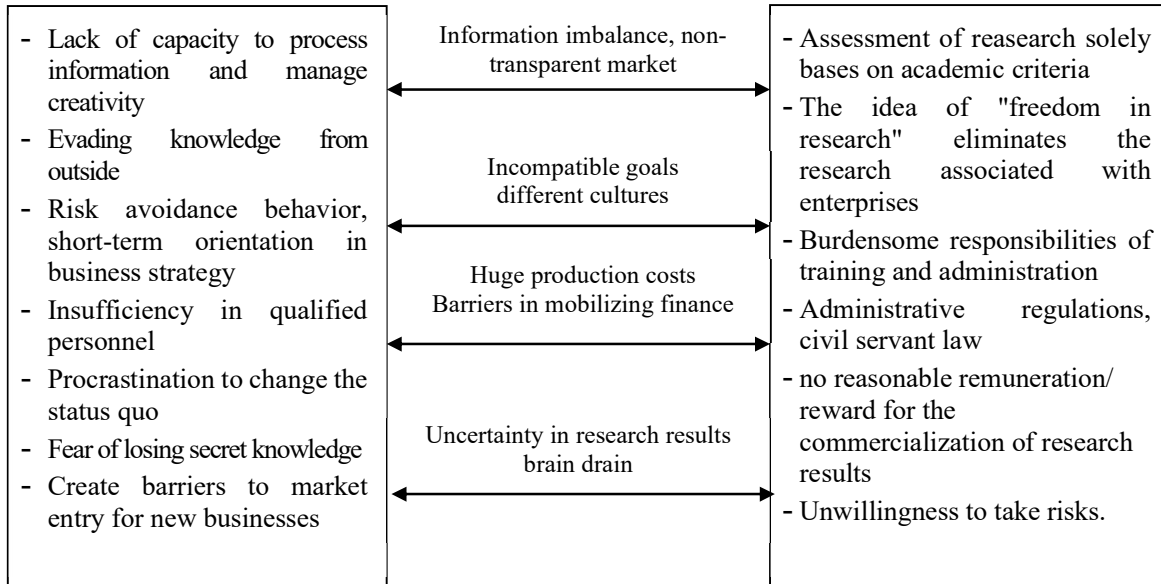 - Lack of capacity to process
information and manage
creativity
- Evading knowledge from
outside
- Risk avoidance behavior,
short-term orientation in
business strategy
- Insufficiency in qualified
personnel
- Procrastination to change the
status quo
- Fear of losing secret knowledge
- Create barriers to market
entry for new businesses
Information imbalance, non-
transparent market
Incompatible goals
different cultures
Huge production costs
Barriers in mobilizing finance
Uncertainty in research results
brain drain
- Assessment of reasearch solely
bases on academic criteria
- The idea of "freedom in
research" eliminates the
research associated with
enterprises
- Burdensome responsibilities of
training and administration
- Administrative regulations,
civil servant law
- no reasonable remuneration/
reward for the
commercialization of research
results
- Unwillingness to take risks.